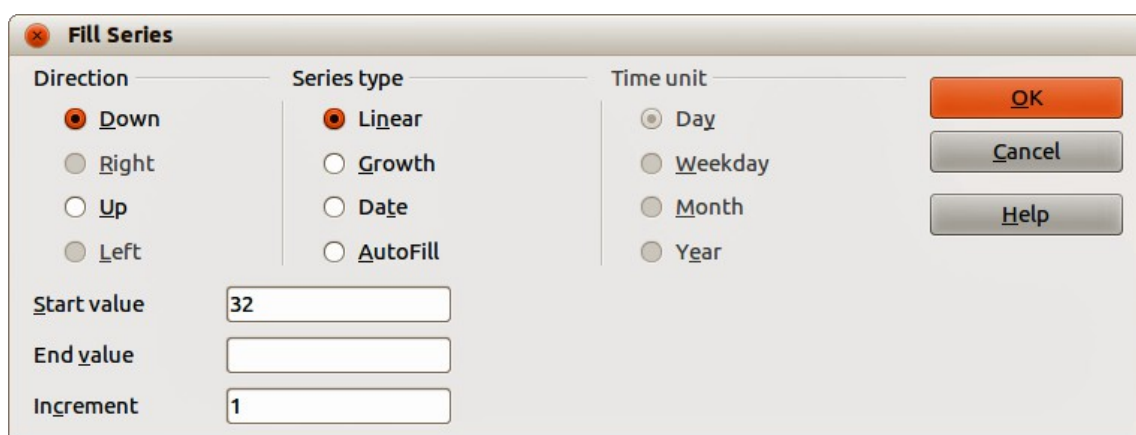 Fill Series
Direction
Down
Right
Up
Left
Series type
Linear
Growth
Date
AutoFill
Time unit
Day
Weekday
Month
Year
OK
Cancel
Help
Start value 32
End value
Increment 1